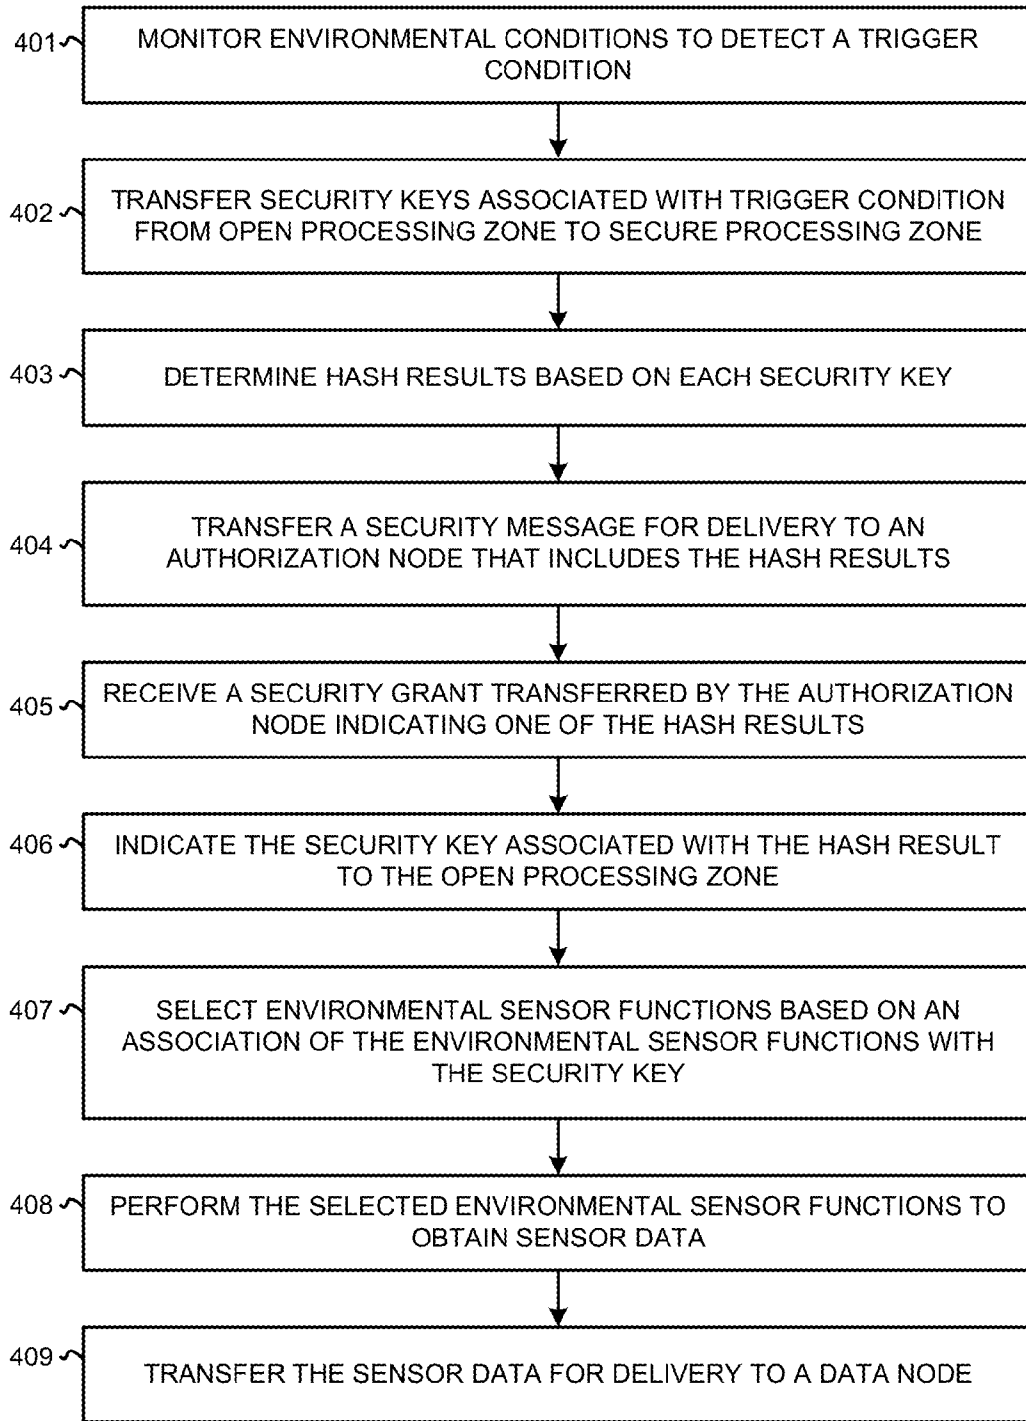 401
MONITOR ENVIRONMENTAL CONDITIONS TO DETECT A TRIGGER
CONDITION
402
TRANSFER SECURITY KEYS ASSOCIATED WITH TRIGGER CONDITION
FROM OPEN PROCESSING ZONE TO SECURE PROCESSING ZONE
403
DETERMINE HASH RESULTS BASED ON EACH SECURITY KEY
404
TRANSFER A SECURITY MESSAGE FOR DELIVERY TO AN
AUTHORIZATION NODE THAT INCLUDES THE HASH RESULTS
405
RECEIVE A SECURITY GRANT TRANSFERRED BY THE AUTHORIZATION
NODE INDICATING ONE OF THE HASH RESULTS
406
INDICATE THE SECURITY KEY ASSOCIATED WITH THE HASH RESULT
TO THE OPEN PROCESSING ZONE
407
SELECT ENVIRONMENTAL SENSOR FUNCTIONS BASED ON AN
ASSOCIATION OF THE ENVIRONMENTAL SENSOR FUNCTIONS WITH
THE SECURITY KEY
408
PERFORM THE SELECTED ENVIRONMENTAL SENSOR FUNCTIONS TO
OBTAIN SENSOR DATA
409
TRANSFER THE SENSOR DATA FOR DELIVERY TO A DATA NODE